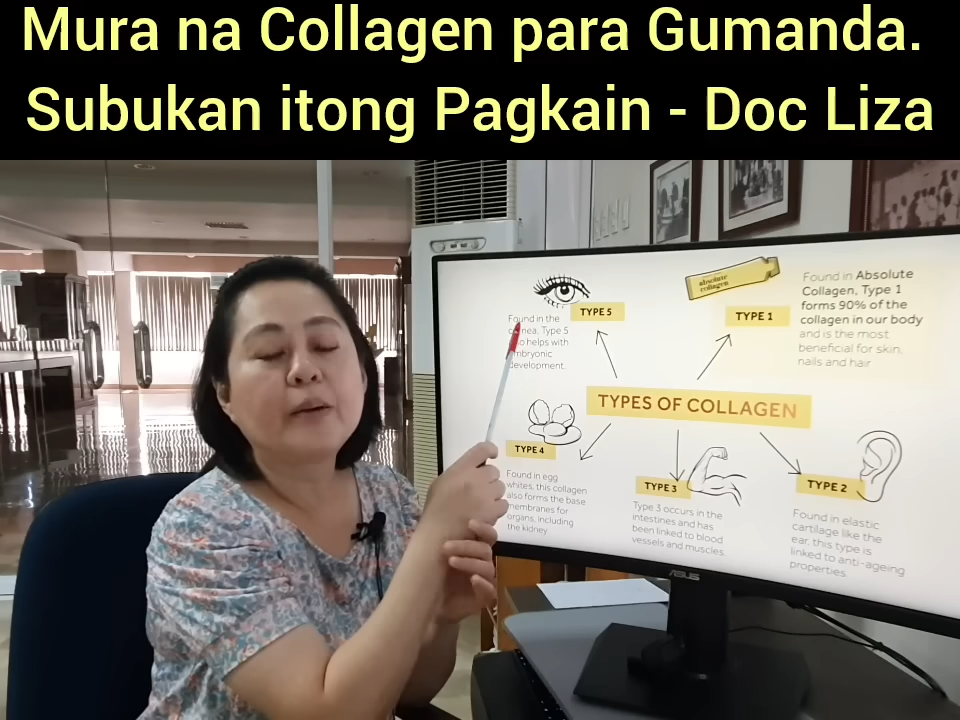 Mura na Collagen para Gumanda.
Subukan itong Pagkain - Doc Liza
absolute
collagen
Found in Absolute
Collagen, Type 1
forms 90% of the
collagen in our body
and is the most
beneficial for skin,
nails and hair
TYPE 1
TYPE 5
Found in the
Type 5
helps with
embryonic
development.
TYPES OF COLLAGEN
TYPE 4
Found in egg
whites, this collagen
also forms the base
membranes for
organs, including
the kidney
TYPE 3
Type 3 occurs in the
intestines and has
been linked to blood
vessels and muscles
TYPE 2
Found in elastic
cartilage like the
ear, this type is
linked to anti-ageing
properties.
ASUS